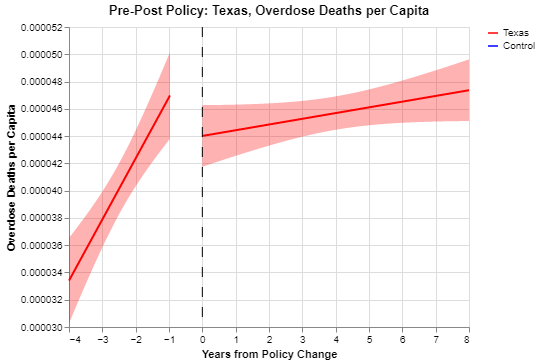 Pre-Post Policy: Texas, Overdose Deaths per Capita
Texas
Control
Overdose Deaths per Capita
0.000052
0.000050
0.000048
0.000046
0.000044
0.000042
0.000040
0.000038
0.000036
0.000034
0.000032
0.000030
−4 −3 −2 −1 0 1 2 3 4 5 6 7 8
Years from Policy Change